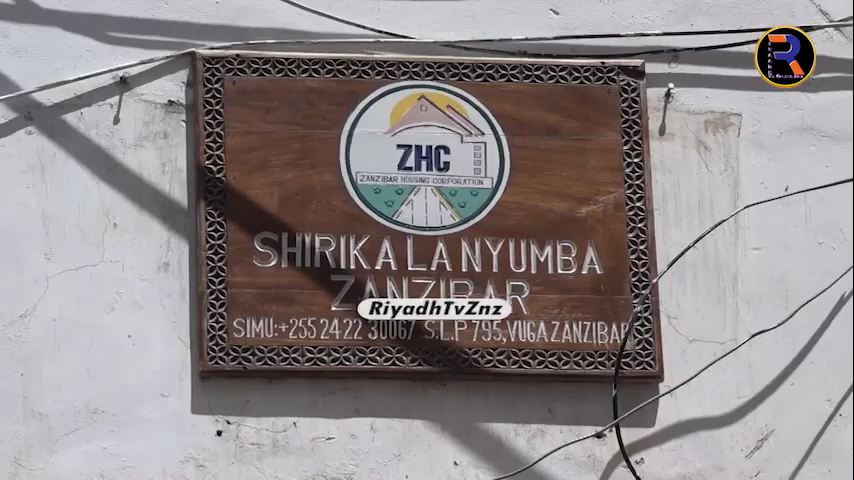 ZHC
ZANZIBAR HOUSING CORPORATION
SHIRIKA LA NYUMBA
ZANZIBAR
RiyadhTvZnz
SIMU:+255 24 22 30067 S.L.P 795,VUGA ZANZIBAR